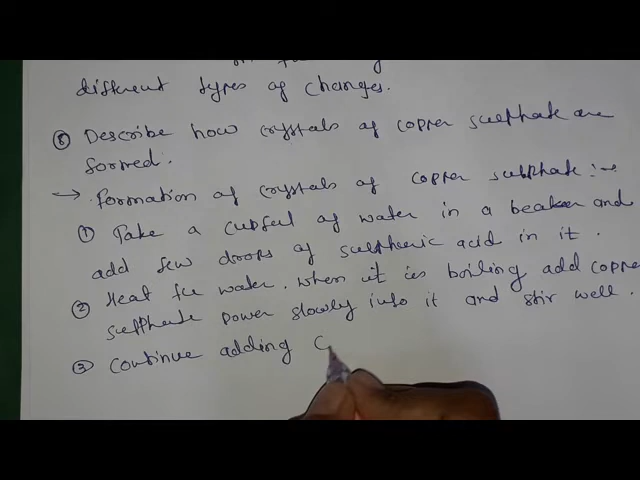 different types of changes.
⑧ Describe how crystals of copper sulphate are
formed.
→ Formation of crystals of copper sulphate :→
① Take a cupful of water in a beaker and
add few drops of sulphuric acid in it.
② Heat the water. when it is boiling add copper
sulphate power slowly into it and stir well.
③ continue adding C